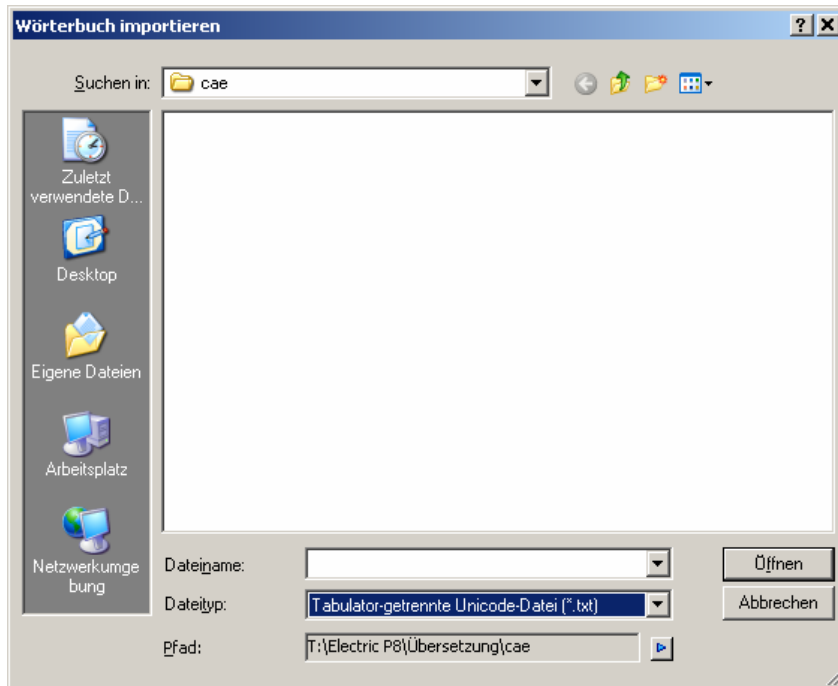 Wörterbuch importieren
Suchen in:
cae
Zuletzt
verwendete D...
Desktop
Eigene Dateien
Arbeitsplatz
Netzwerkumge
bung
Dateiname:
Öffnen
Dateityp:
Tabulator-getrennte Unicode-Datei (*.txt)
Abbrechen
Pfad:
T:\Electric P8\Übersetzung\cae